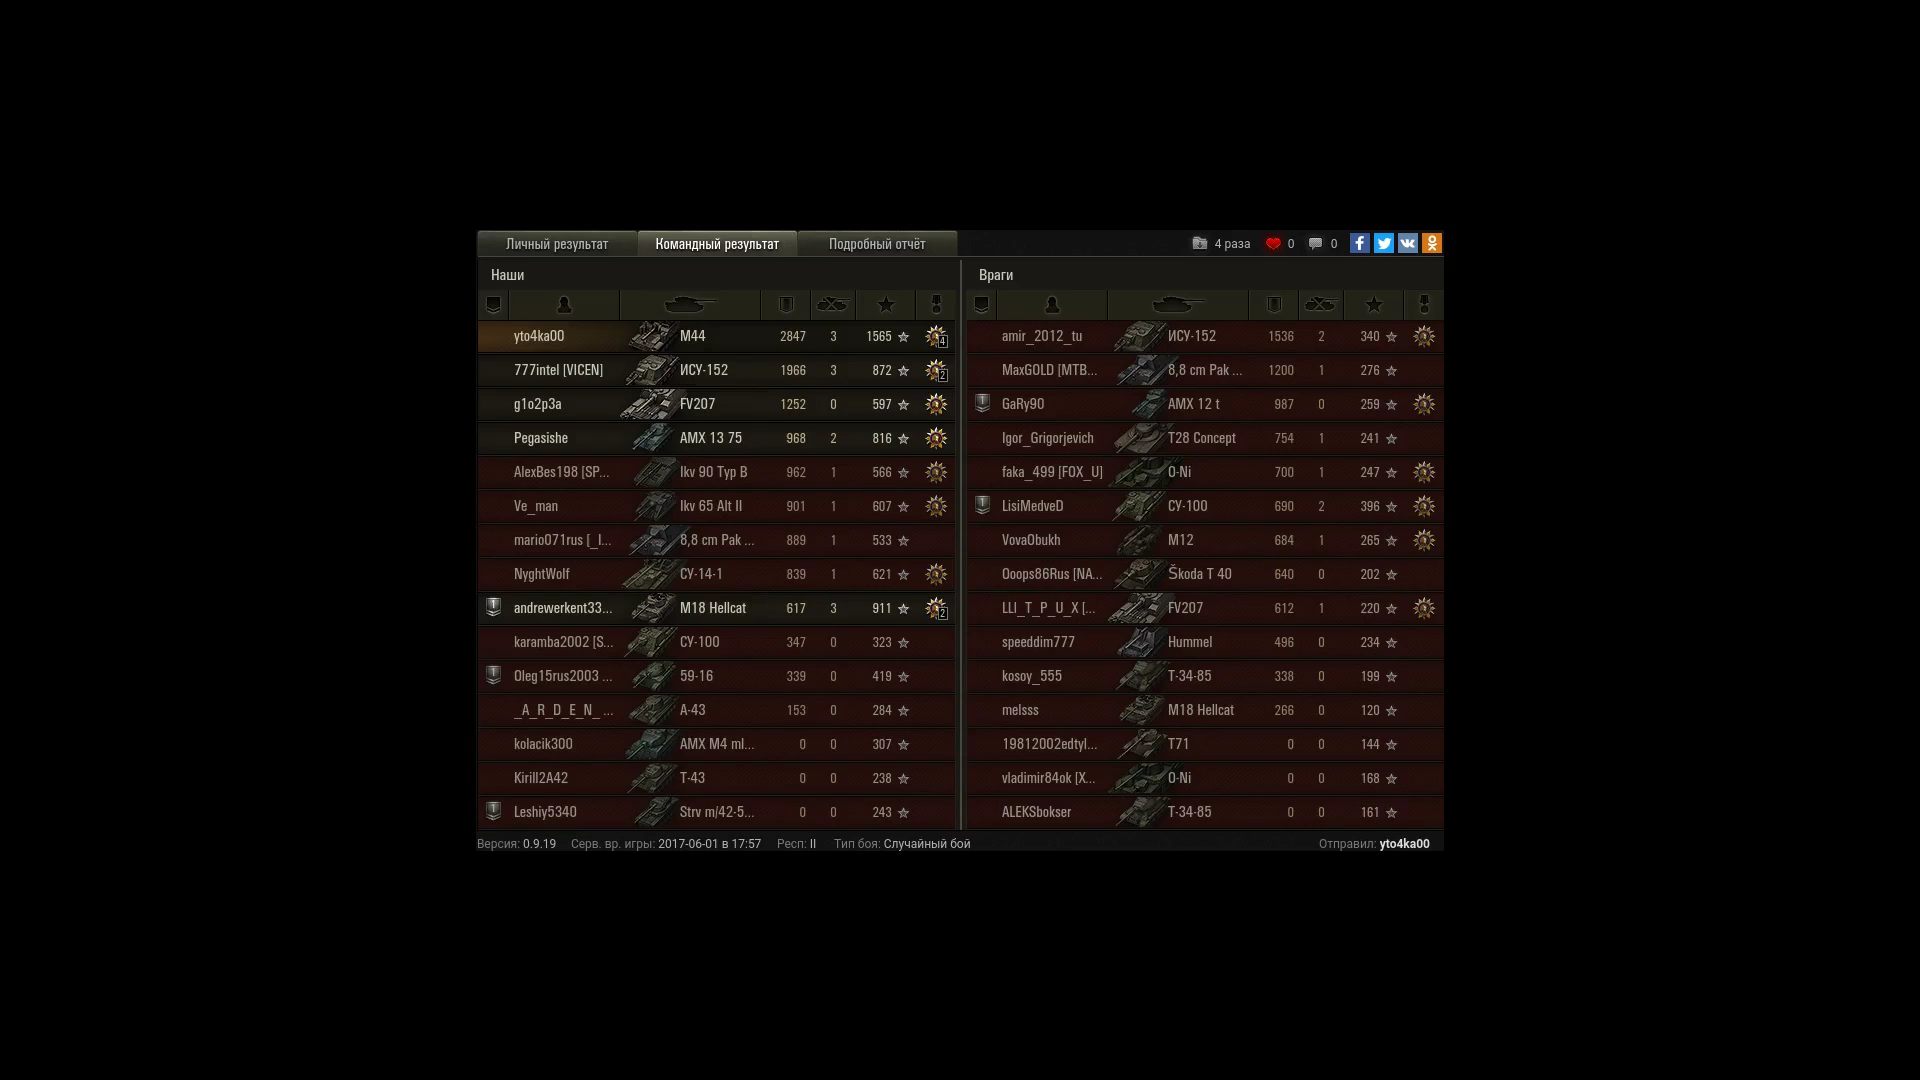 Личный результат Командный результат Подробный отчёт 4 раза 0 0
Наши Враги
yto4ka00 M44 2847 3 1565 4 amir_2012_tu ИСУ-152 1536 2 340
777intel [VICEN] ИСУ-152 1966 3 872 2 MaxGOLD [MTB... 8,8 cm Pak ... 1200 1 276
g1o2p3a FV207 1252 0 597 GaRy90 AMX 12 t 987 0 259
Pegasishe AMX 13 75 968 2 816 Igor_Grigorjevich T28 Concept 754 1 241
AlexBes198 [SP... Ikv 90 Typ B 962 1 566 faka_499 [FOX_U] O-Ni 700 1 247
Ve_man Ikv 65 Alt II 901 1 607 LisiMedveD СУ-100 690 2 396
mario071rus [_I... 8,8 cm Pak ... 889 1 533 VovaObukh M12 684 1 265
NyghtWolf СУ-14-1 839 1 621 Ooops86Rus [NA... Škoda T 40 640 0 202
andrewerkent33... M18 Hellcat 617 3 911 2 LLI_T_P_U_X [... FV207 612 1 220
karamba2002 [S... СУ-100 347 0 323 speeddim777 Hummel 496 0 234
Oleg15rus2003 ... 59-16 339 0 419 kosoy_555 Т-34-85 338 0 199
_A_R_D_E_N_ ... А-43 153 0 284 melsss M18 Hellcat 266 0 120
kolacik300 AMX M4 ml... 0 0 307 19812002edtyl... T71 0 0 144
Kirill2A42 Т-43 0 0 238 vladimir84ok [X... O-Ni 0 0 168
Leshiy5340 Strv m/42-5... 0 0 243 ALEKSbokser Т-34-85 0 0 161
Версия: 0.9.19 Серв. вр. игры: 2017-06-01 в 17:57 Респ: II Тип боя: Случайный бой Отправил: yto4ka00